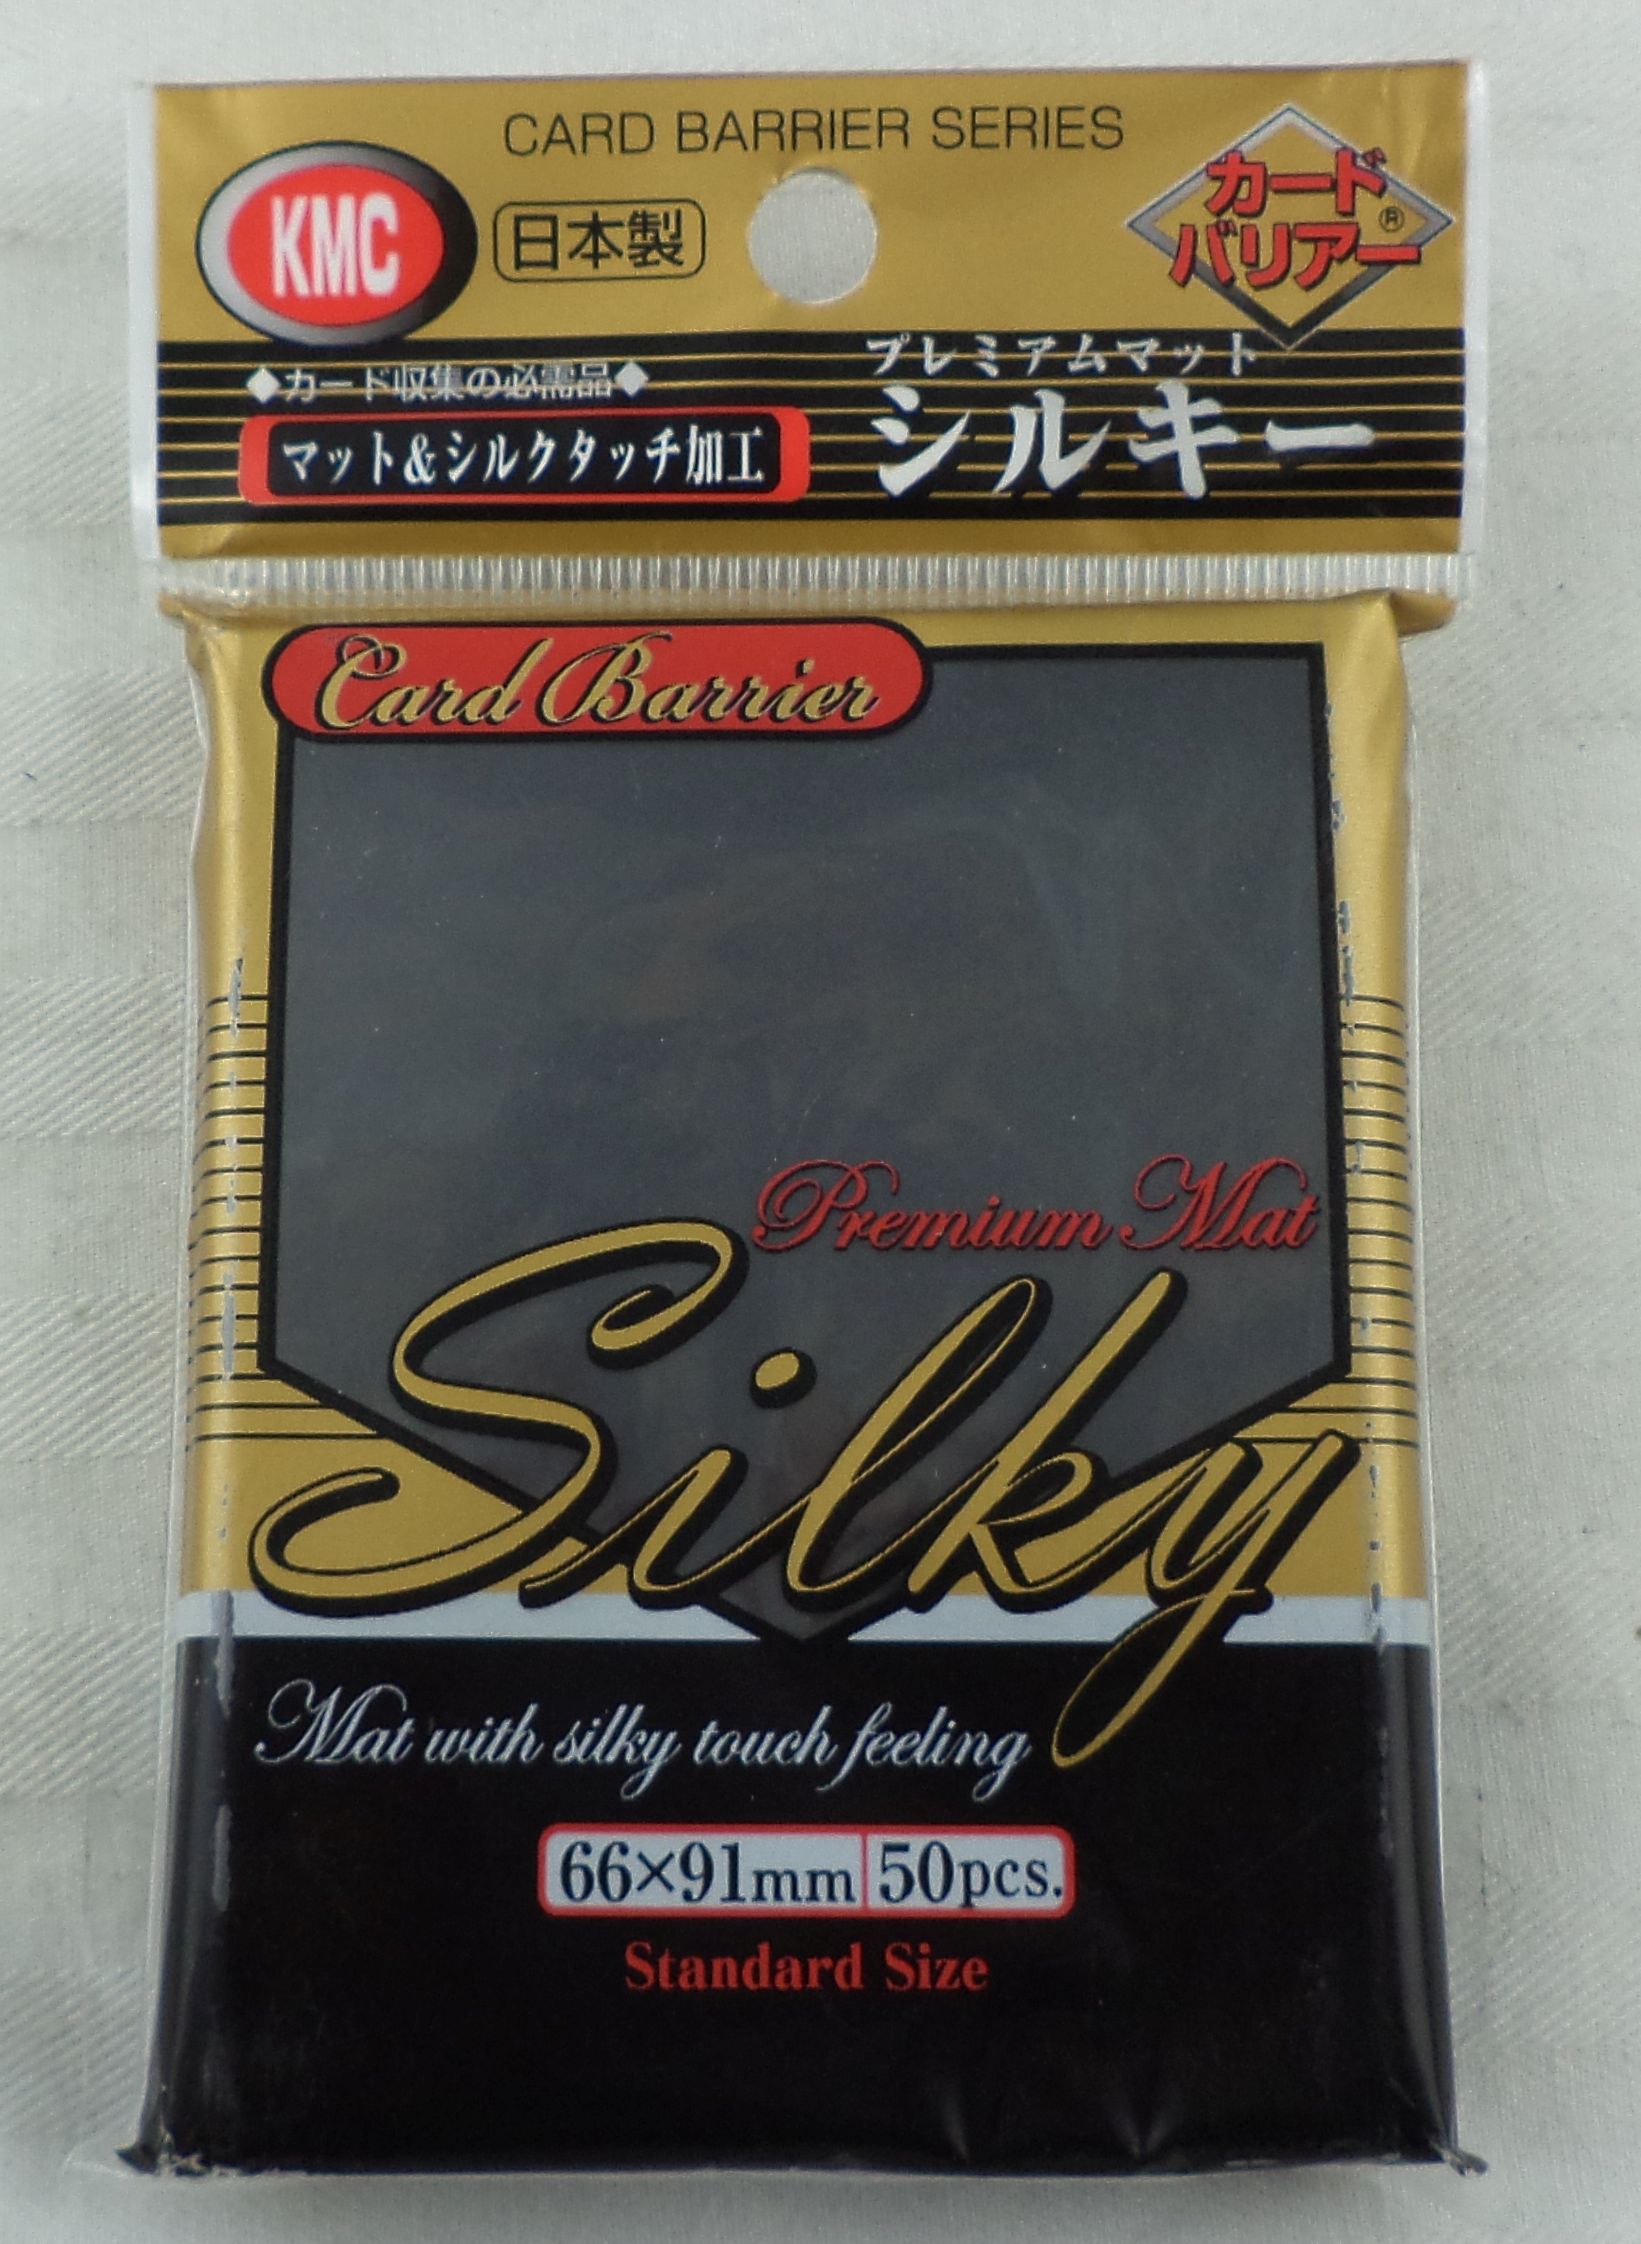 CARD BARRIER SERIES
KMC
日本製
カード
バリアー®
◆カード収集の必需品◆
マット&シルクタッチ加工
プレミアムマット
シルキー
Card Barrier
Premium Mat
Silky
Mat with silky touch feeling
66×91mm 50pcs.
Standard Size